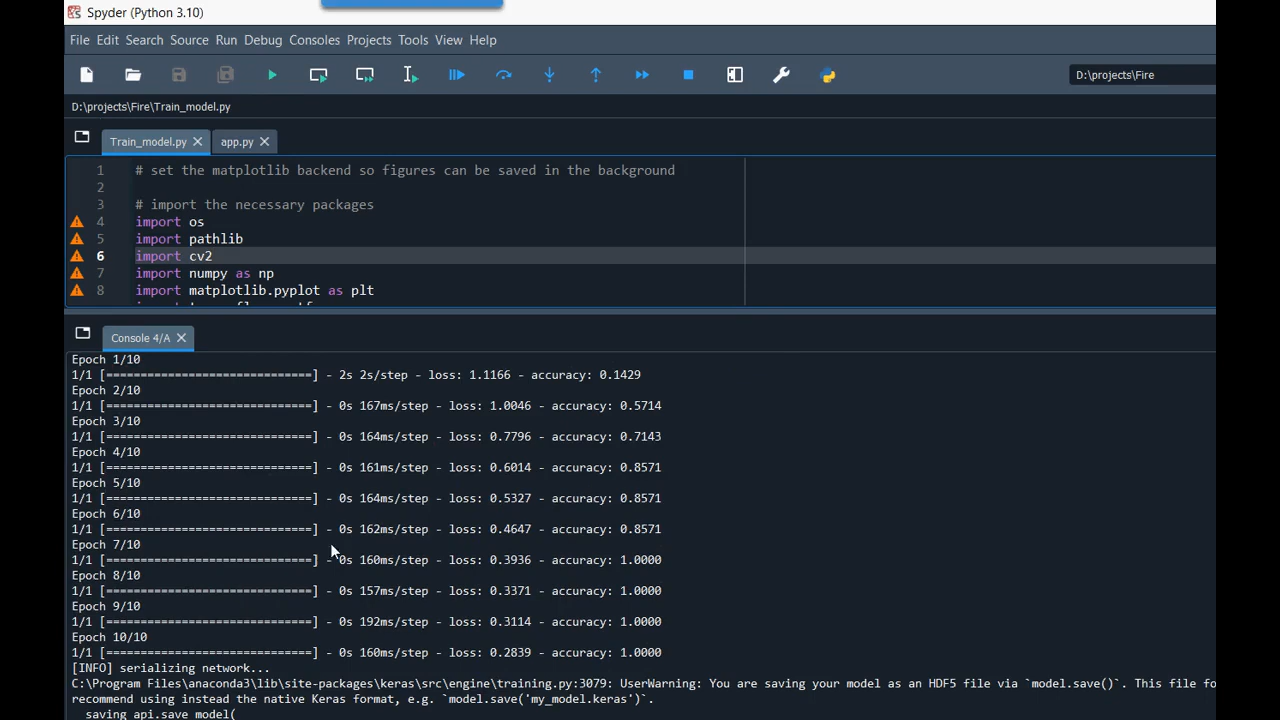 Spyder (Python 3.10)
File Edit Search Source Run Debug Consoles Projects Tools View Help
D:\projects\Fire
D:\projects\Fire\Train_model.py
Train_model.py app.py
1 # set the matplotlib backend so figures can be saved in the background
2
3 # import the necessary packages
4 import os
5 import pathlib
6 import cv2
7 import numpy as np
8 import matplotlib.pyplot as plt
Console 4/A
Epoch 1/10
1/1 [==============================] - 2s 2s/step - loss: 1.1166 - accuracy: 0.1429
Epoch 2/10
1/1 [==============================] - 0s 167ms/step - loss: 1.0046 - accuracy: 0.5714
Epoch 3/10
1/1 [==============================] - 0s 164ms/step - loss: 0.7796 - accuracy: 0.7143
Epoch 4/10
1/1 [==============================] - 0s 161ms/step - loss: 0.6014 - accuracy: 0.8571
Epoch 5/10
1/1 [==============================] - 0s 164ms/step - loss: 0.5327 - accuracy: 0.8571
Epoch 6/10
1/1 [==============================] - 0s 162ms/step - loss: 0.4647 - accuracy: 0.8571
Epoch 7/10
1/1 [==============================] - 0s 160ms/step - loss: 0.3936 - accuracy: 1.0000
Epoch 8/10
1/1 [==============================] - 0s 157ms/step - loss: 0.3371 - accuracy: 1.0000
Epoch 9/10
1/1 [==============================] - 0s 192ms/step - loss: 0.3114 - accuracy: 1.0000
Epoch 10/10
1/1 [==============================] - 0s 160ms/step - loss: 0.2839 - accuracy: 1.0000
[INFO] serializing network...
C:\Program Files\anaconda3\lib\site-packages\keras\src\engine\training.py:3079: UserWarning: You are saving your model as an HDF5 file via `model.save()`. This file fo
recommend using instead the native Keras format, e.g. `model.save('my_model.keras')`.
saving_api.save_model(